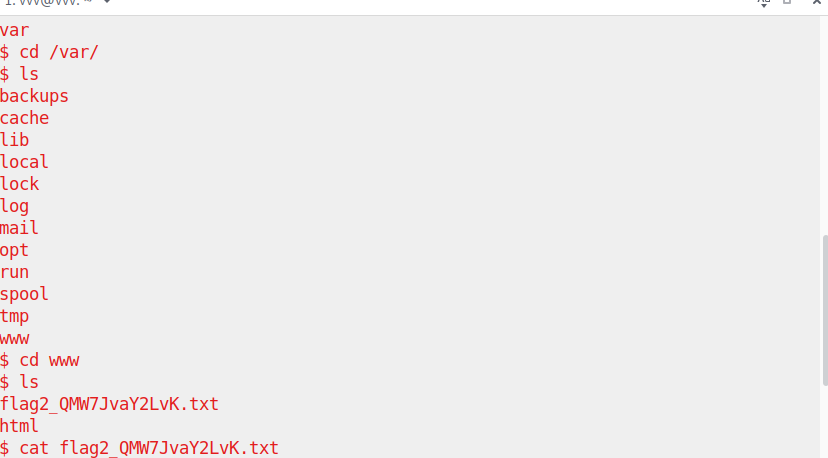 var
$ cd /var/
$ ls
backups
cache
lib
local
lock
log
mail
opt
run
spool
tmp
www
$ cd www
$ ls
flag2_QMW7JvaY2LvK.txt
html
$ cat flag2_QMW7JvaY2LvK.txt